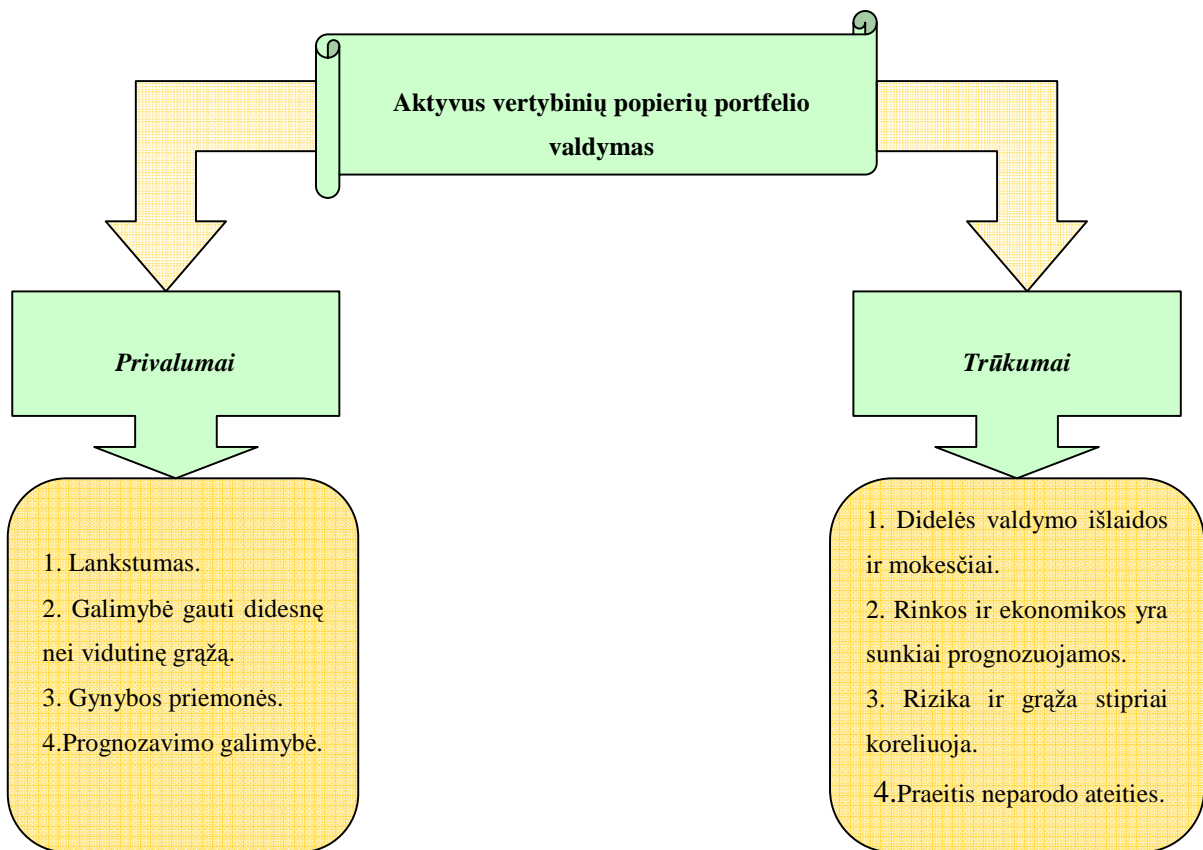 Aktyvus vertybinių popierių portfelio
valdymas
Privalumai
Trūkumai
1. Lankstumas.
2. Galimybė gauti didesnę
nei vidutinę grąžą.
3. Gynybos priemonės.
4.Prognozavimo galimybė.
1. Didelės valdymo išlaidos
ir mokesčiai.
2. Rinkos ir ekonomikos yra
sunkiai prognozuojamos.
3. Rizika ir grąža stipriai
koreliuoja.
4.Praeitis neparodo ateities.